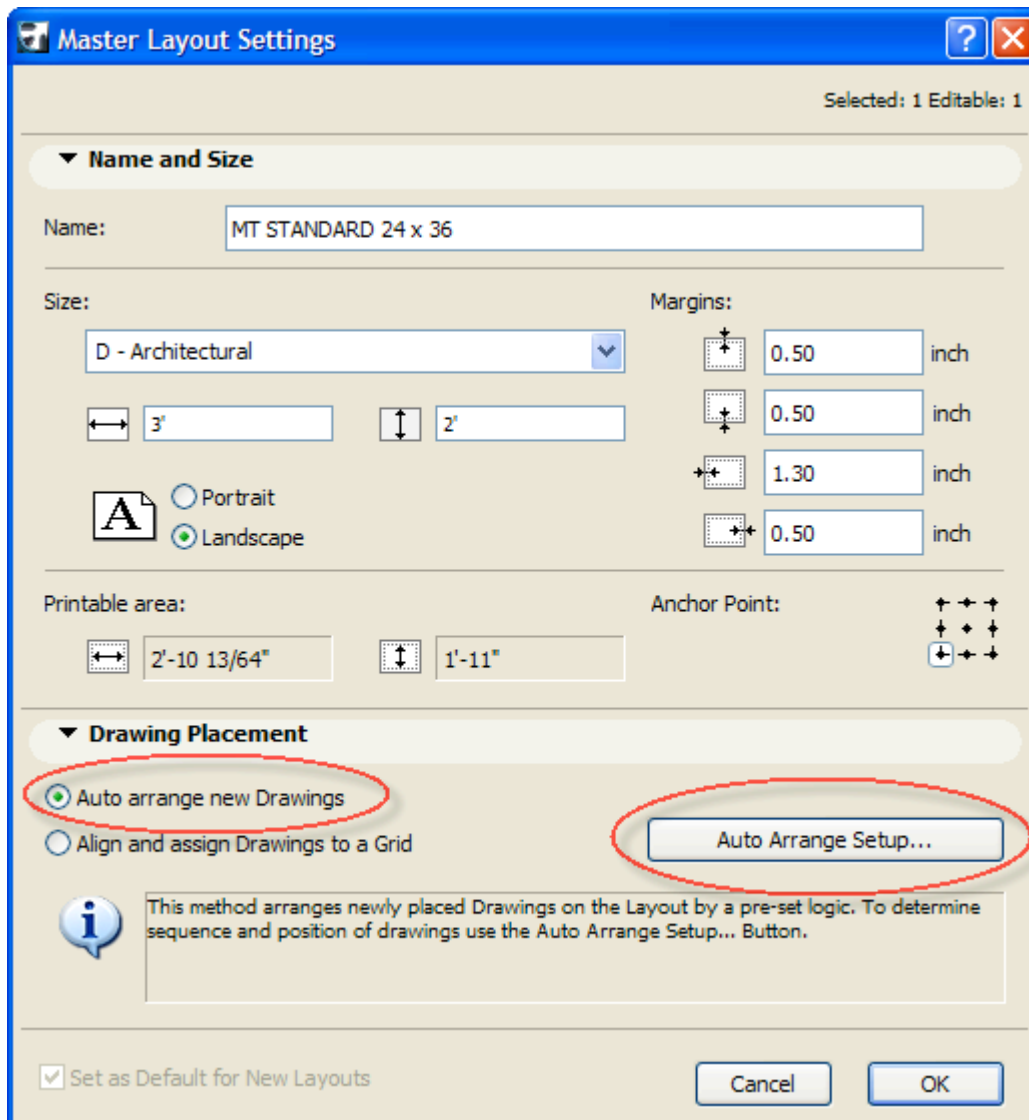 Master Layout Settings
Selected: 1 Editable: 1
Name and Size
Name:
MT STANDARD 24 x 36
Size:
Margins:
D - Architectural
0.50 inch
3'
2'
0.50 inch
1.30 inch
A
Portrait
Landscape
0.50 inch
Printable area:
Anchor Point:
2'-10 13/64"
1'-11"
Drawing Placement
Auto arrange new Drawings
Align and assign Drawings to a Grid
Auto Arrange Setup...
This method arranges newly placed Drawings on the Layout by a pre-set logic. To determine
sequence and position of drawings use the Auto Arrange Setup... Button.
Set as Default for New Layouts
Cancel
OK